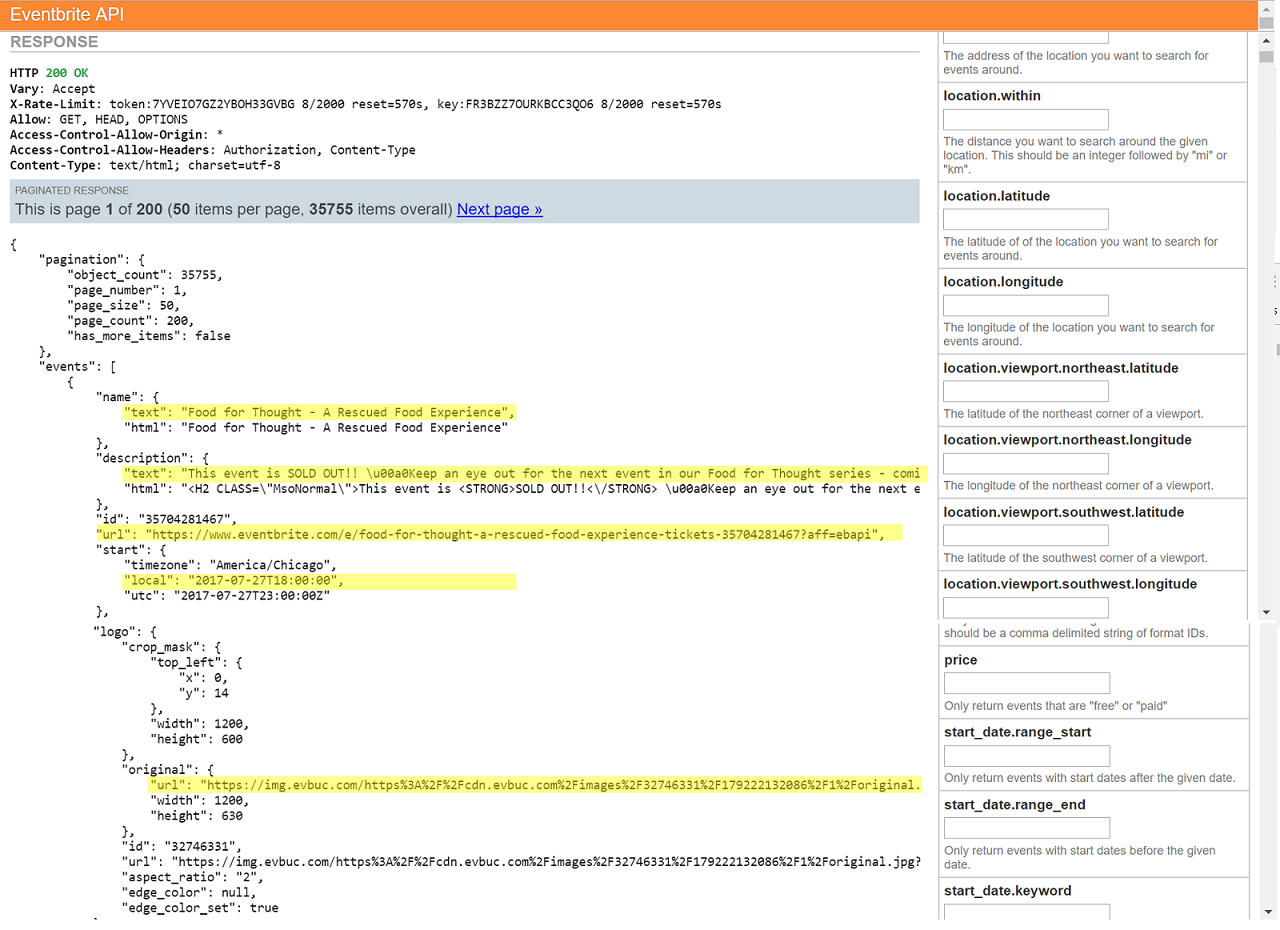 Eventbrite API
RESPONSE
HTTP 200 OK
Vary: Accept
X-Rate-Limit: token:7YVEIO7GZ2YBOH33GVBG 8/2000 reset=570s, key:FR3BZZ7OURKBCC3QO6 8/2000 reset=570s
Allow: GET, HEAD, OPTIONS
Access-Control-Allow-Origin: *
Access-Control-Allow-Headers: Authorization, Content-Type
Content-Type: text/html; charset=utf-8
PAGINATED RESPONSE
This is page 1 of 200 (50 items per page, 35755 items overall) Next page »
{
"pagination": {
"object_count": 35755,
"page_number": 1,
"page_size": 50,
"page_count": 200,
"has_more_items": false
},
"events": [
{
"name": {
"text": "Food for Thought - A Rescued Food Experience",
"html": "Food for Thought - A Rescued Food Experience"
},
"description": {
"text": "This event is SOLD OUT!! \u00a0Keep an eye out for the next event in our Food for Thought series - comi
"html": "<H2 CLASS=\"MsoNormal\">This event is <STRONG>SOLD OUT!!<\/STRONG> \u00a0Keep an eye out for the next e
},
"id": "35704281467",
"url": "https://www.eventbrite.com/e/food-for-thought-a-rescued-food-experience-tickets-35704281467?aff=ebapi",
"start": {
"timezone": "America/Chicago",
"local": "2017-07-27T18:00:00",
"utc": "2017-07-27T23:00:00Z"
},
"logo": {
"crop_mask": {
"top_left": {
"x": 0,
"y": 14
},
"width": 1200,
"height": 600
},
"original": {
"url": "https://img.evbuc.com/https%3A%2F%2Fcdn.evbuc.com%2Fimages%2F32746331%2F179222132086%2F1%2Foriginal.
"width": 1200,
"height": 630
},
"id": "32746331",
"url": "https://img.evbuc.com/https%3A%2F%2Fcdn.evbuc.com%2Fimages%2F32746331%2F179222132086%2F1%2Foriginal.jpg?
"aspect_ratio": "2",
"edge_color": null,
"edge_color_set": true
The address of the location you want to search for
events around.
location.within
The distance you want to search around the given
location. This should be an integer followed by "mi" or
"km".
location.latitude
The latitude of of the location you want to search for
events around.
location.longitude
The longitude of the location you want to search for
events around.
location.viewport.northeast.latitude
The latitude of the northeast corner of a viewport.
location.viewport.northeast.longitude
The longitude of the northeast corner of a viewport.
location.viewport.southwest.latitude
The latitude of the southwest corner of a viewport.
location.viewport.southwest.longitude
should be a comma delimited string of format IDs.
price
Only return events that are "free" or "paid"
start_date.range_start
Only return events with start dates after the given date.
start_date.range_end
Only return events with start dates before the given
date.
start_date.keyword